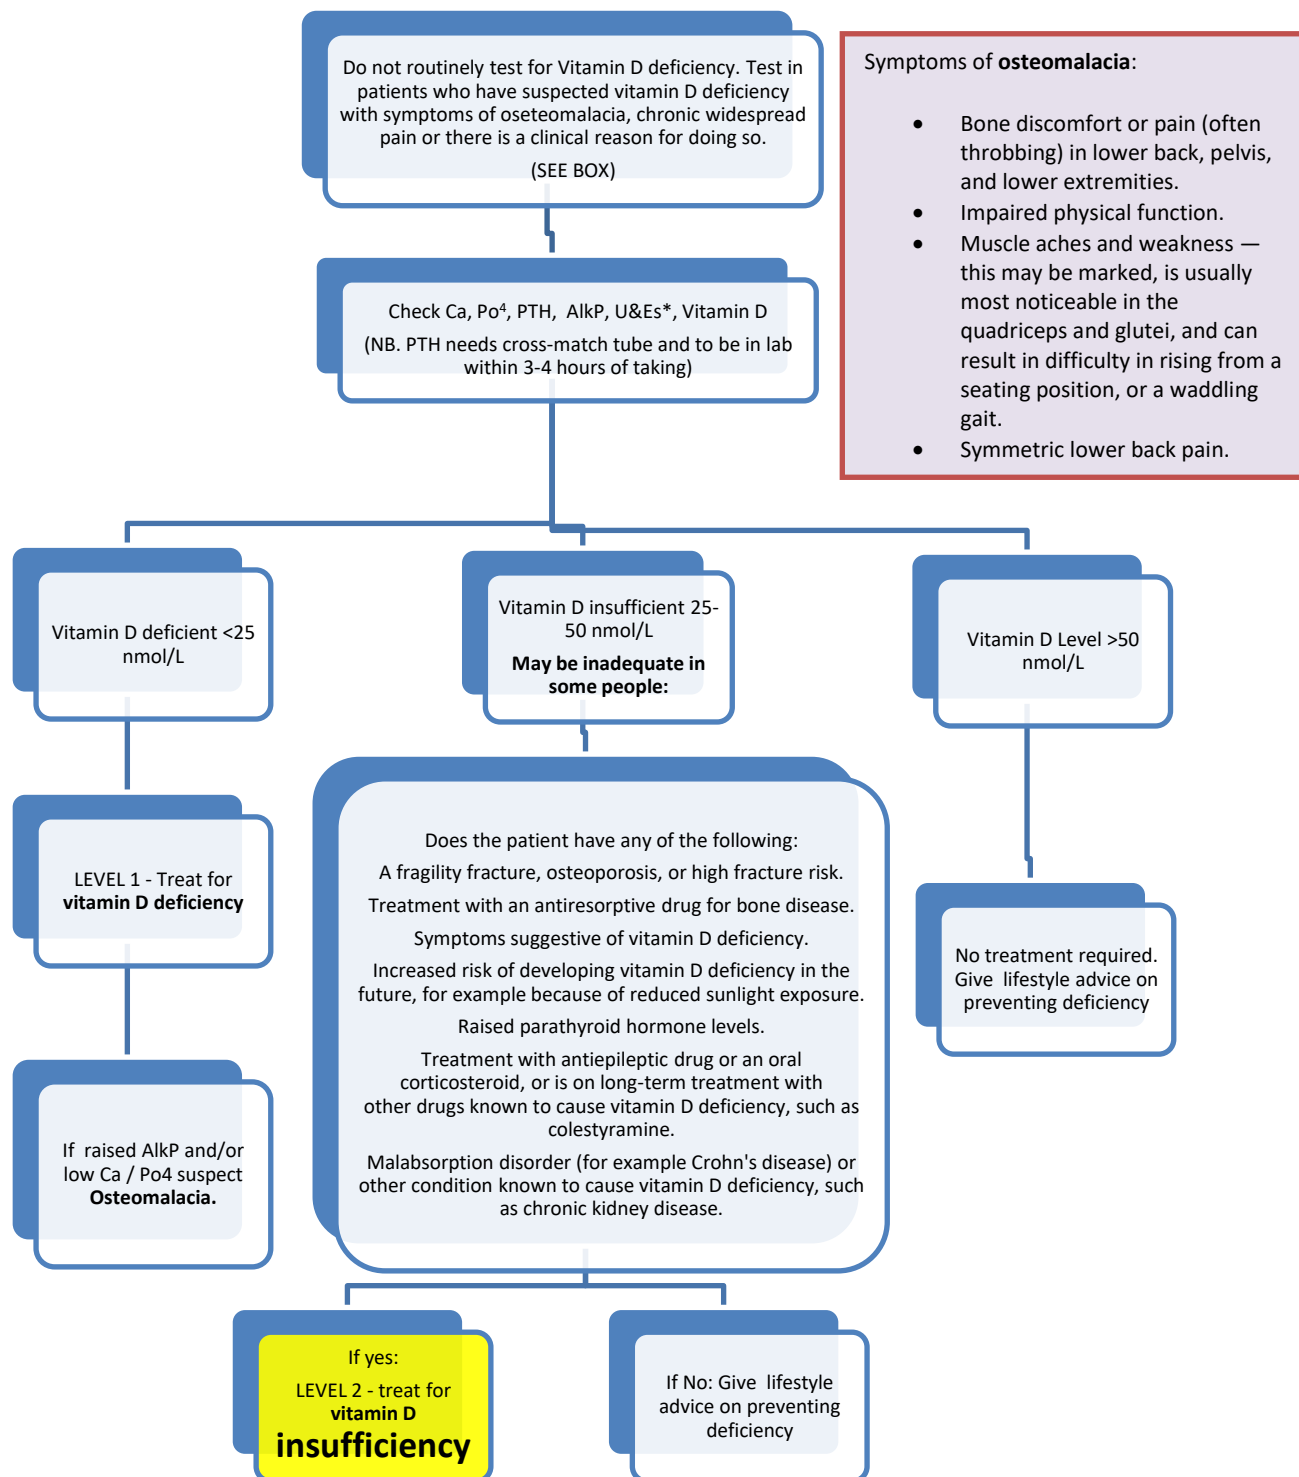 Do not routinely test for Vitamin D deficiency. Test in
patients who have suspected vitamin D deficiency
with symptoms of oseteomalacia, chronic widespread
pain or there is a clinical reason for doing so.
(SEE BOX)
Symptoms of osteomalacia:
• Bone discomfort or pain (often
throbbing) in lower back, pelvis,
and lower extremities.
• Impaired physical function.
• Muscle aches and weakness —
this may be marked, is usually
most noticeable in the
quadriceps and glutei, and can
result in difficulty in rising from a
seating position, or a waddling
gait.
• Symmetric lower back pain.
Check Ca, Po⁴, PTH, AlkP, U&Es*, Vitamin D
(NB. PTH needs cross-match tube and to be in lab
within 3-4 hours of taking)
Vitamin D deficient <25
nmol/L
Vitamin D insufficient 25-
50 nmol/L
May be inadequate in
some people:
Vitamin D Level >50
nmol/L
LEVEL 1 - Treat for
vitamin D deficiency
If raised AlkP and/or
low Ca / Po4 suspect
Osteomalacia.
Does the patient have any of the following:
A fragility fracture, osteoporosis, or high fracture risk.
Treatment with an antiresorptive drug for bone disease.
Symptoms suggestive of vitamin D deficiency.
Increased risk of developing vitamin D deficiency in the
future, for example because of reduced sunlight exposure.
Raised parathyroid hormone levels.
Treatment with antiepileptic drug or an oral
corticosteroid, or is on long-term treatment with
other drugs known to cause vitamin D deficiency, such as
colestyramine.
Malabsorption disorder (for example Crohn's disease) or
other condition known to cause vitamin D deficiency, such
as chronic kidney disease.
No treatment required.
Give lifestyle advice on
preventing deficiency
If yes:
LEVEL 2 - treat for
vitamin D
insufficiency
If No: Give lifestyle
advice on preventing
deficiency